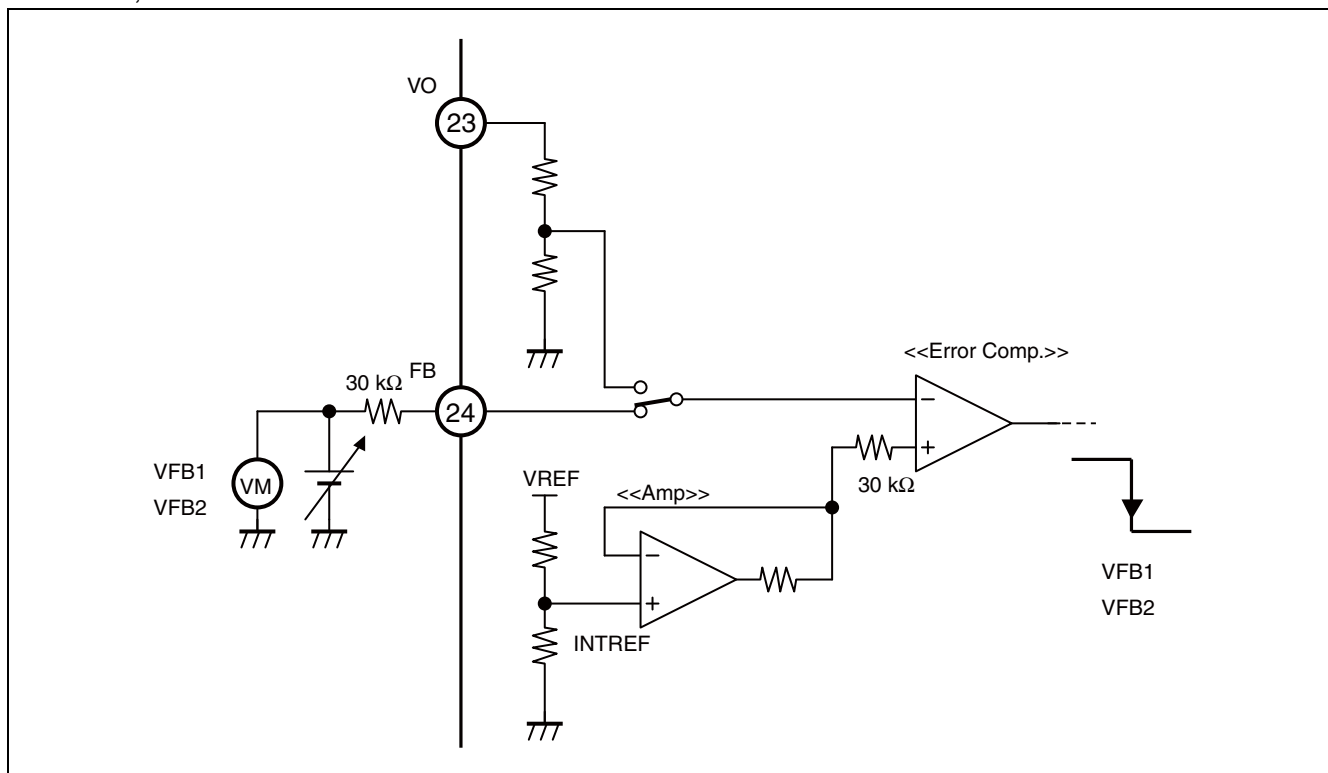 VO
23
<<Error Comp.>>
FB
30 kΩ
24
−
+
30 kΩ
VREF
<<Amp>>
VFB1
VFB2
VM
−
+
INTREF
VFB1
VFB2